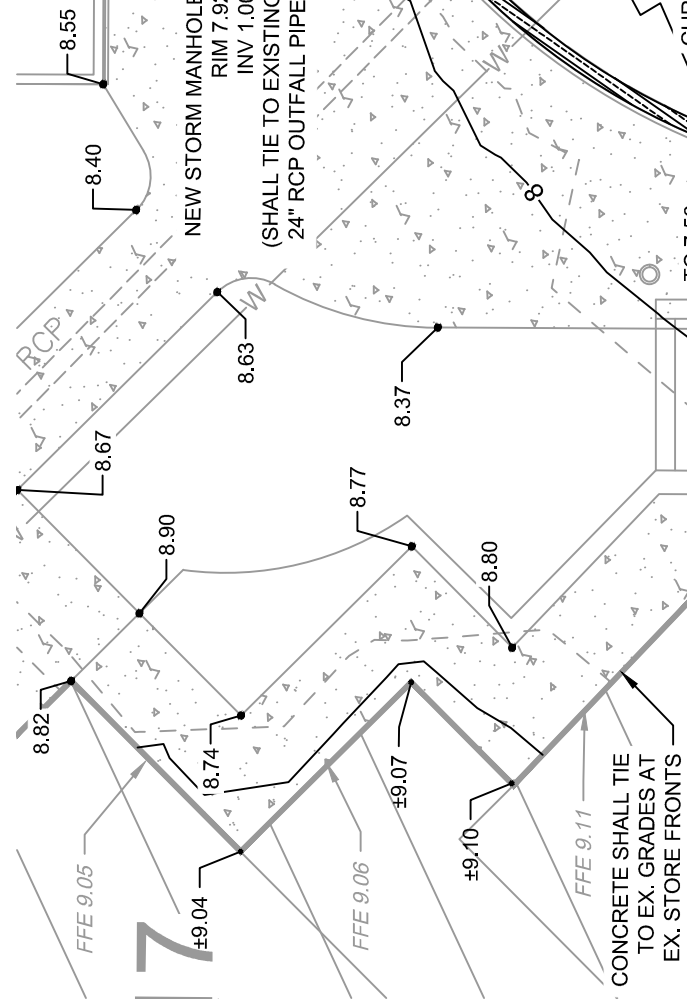 8.55
NEW STORM MANHOLE
RIM 7.92
INV 1.00
(SHALL TIE TO EXISTING
24" RCP OUTFALL PIPE
W
8.40
8
RCP
W
8.63
8.37
8.67
8.77
8.90
8.80
8.82
8.74
±9.07
±9.10
FFE 9.05
±9.04
FFE 9.06
FFE 9.11
CONCRETE SHALL TIE
TO EX. GRADES AT
EX. STORE FRONTS
17